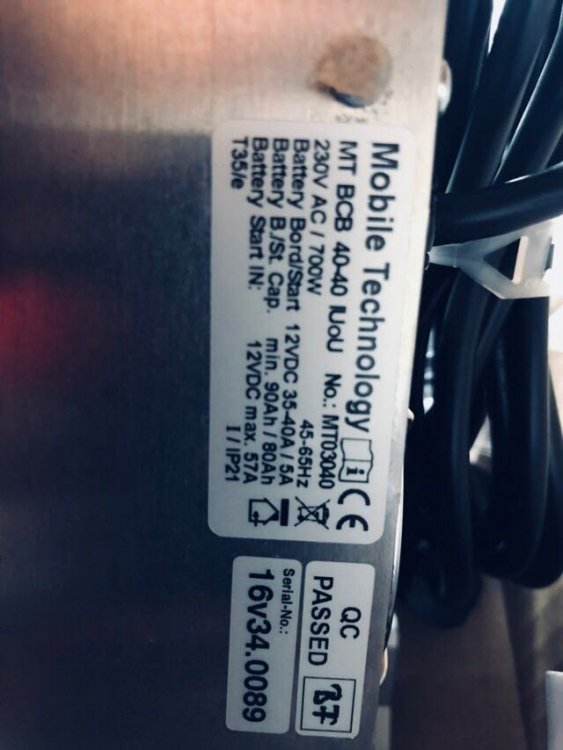 Mobile Technology i CE
MT BCB 40-40 IUoU No.: MT03040
230V AC / 700W 45-65Hz
Battery Bord/Start 12VDC 35-40A / 5A
Battery B./St. Cap. min. 90Ah / 80Ah
Battery Start IN: 12VDC max. 57A
T35/e I / IP21
QC
PASSED
Serial-No.:
16v34.0089